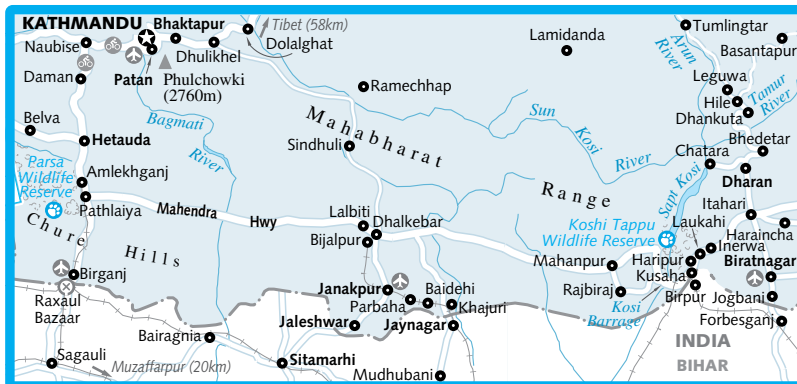 KATHMANDU
Bhaktapur
Tibet (58km)
Naubise
Dhulikhel
Dolalghat
Lamidanda
Tumlingtar
Basantapur
Arun
River
Patan
Phulchowki
(2760m)
Daman
Ramechhap
Leguwa
Hile
Dhankuta
Tamur
River
Belva
Bagmati
River
Mahabharat
Range
Sun
Kosi
River
Hetauda
Sindhuli
Chatara
Bhedetar
Parsa
Wildlife
Reserve
Amlekhganj
Dharan
Sapt Kosi
Pathlaiya
Mahendra
Hwy
Lalbiti
Dhalkebar
Koshi Tappu
Wildlife Reserve
Laukahi
Itahari
Haraincha
Chure
Hills
Bijalpur
Mahanpur
Haripur
Inerwa
Kusaha
Biratnagar
Birganj
Janakpur
Baidehi
Rajbiraj
Birpur
Jogbani
Raxaul
Bazaar
Parbaha
Khajuri
Kosi
Barrage
Forbesganj
Bairagnia
Jaleshwar
Jaynagar
INDIA
BIHAR
Sagauli
Muzaffarpur (20km)
Sitamarhi
Mudhubani